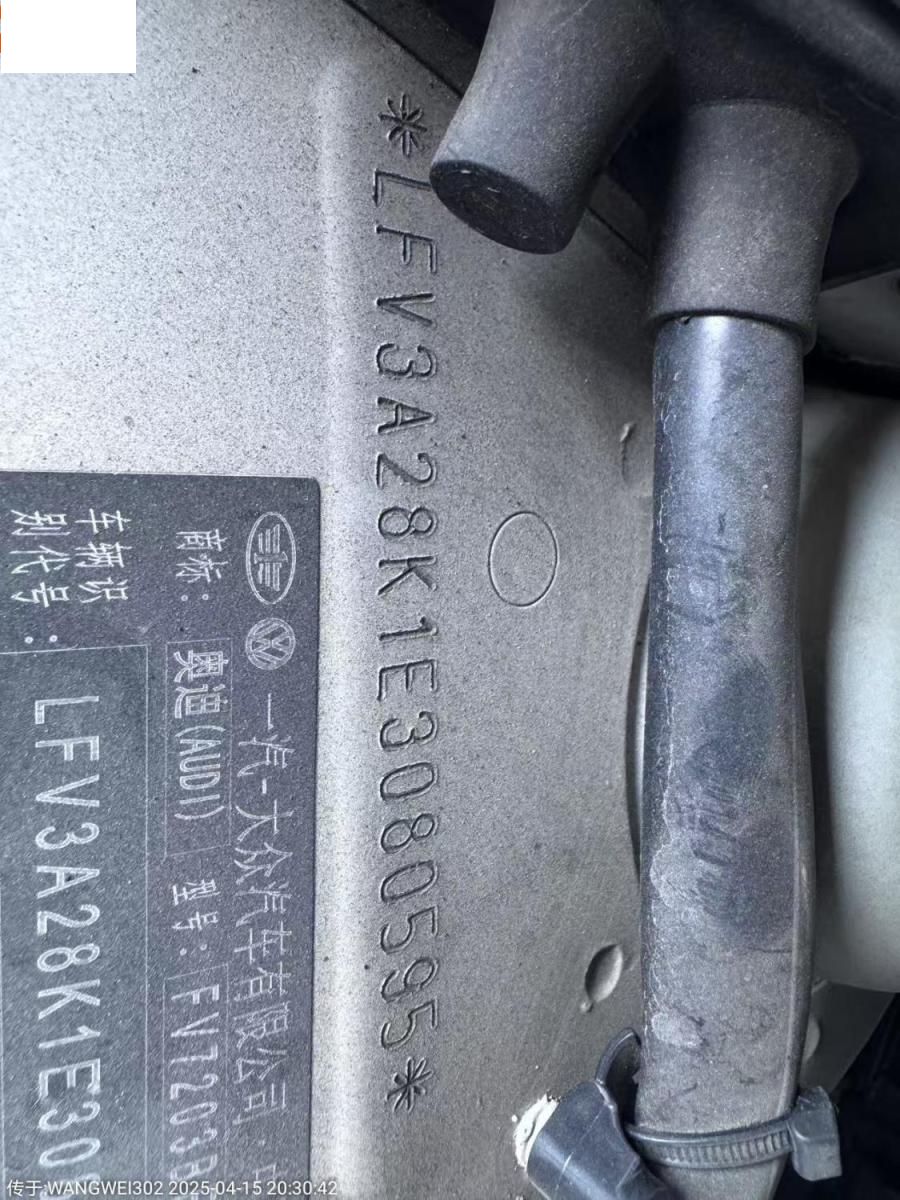 *LFV3A28K1E3080595*
一汽-大众汽车有限公司
商标: 奥迪(AUDI) 型号: FV7203B
车辆识
别代号:
LFV3A28K1E30
传于:WANGWEI302 2025-04-15 20:30:42